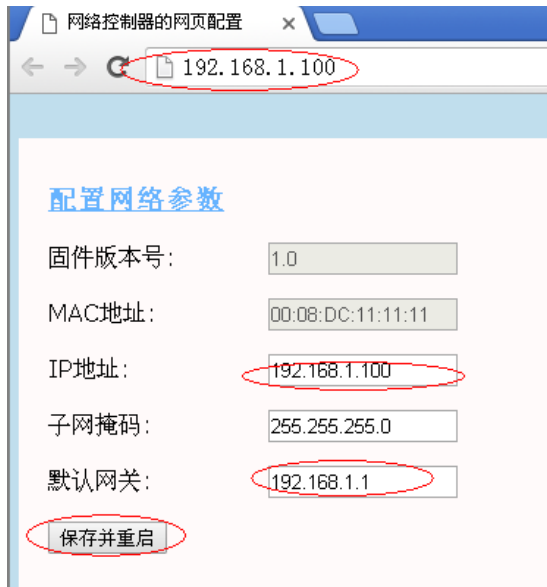 网络控制器的网页配置
192.168.1.100
配置网络参数
固件版本号: 1.0
MAC地址: 00:08:DC:11:11:11
IP地址: 192.168.1.100
子网掩码: 255.255.255.0
默认网关: 192.168.1.1
保存并重启